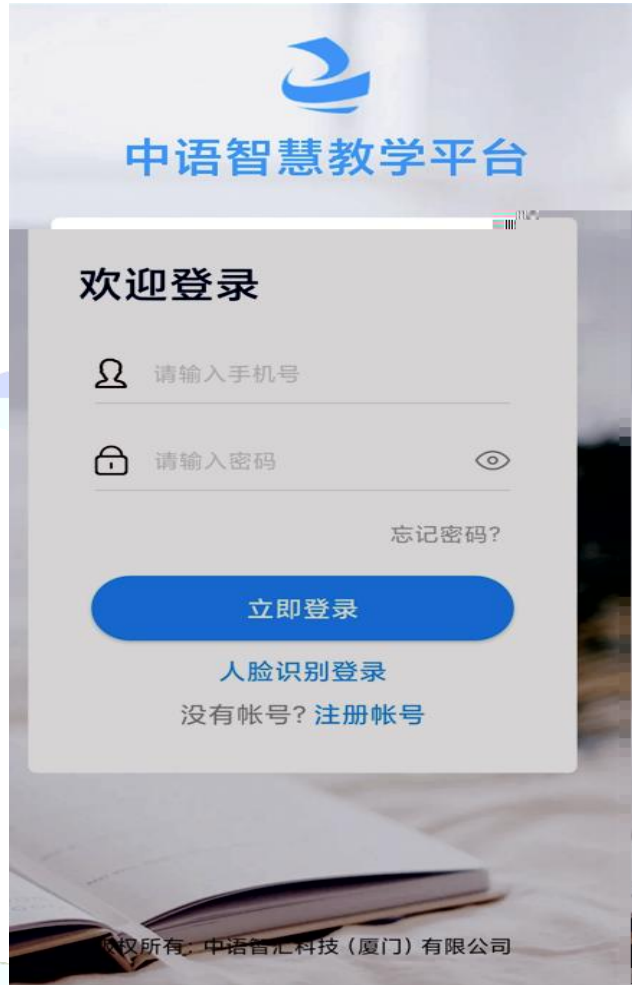 中语智慧教学平台
欢迎登录
请输入手机号
请输入密码
忘记密码?
立即登录
人脸识别登录
没有帐号? 注册帐号
权所有: 中语智汇科技 (厦门) 有限公司